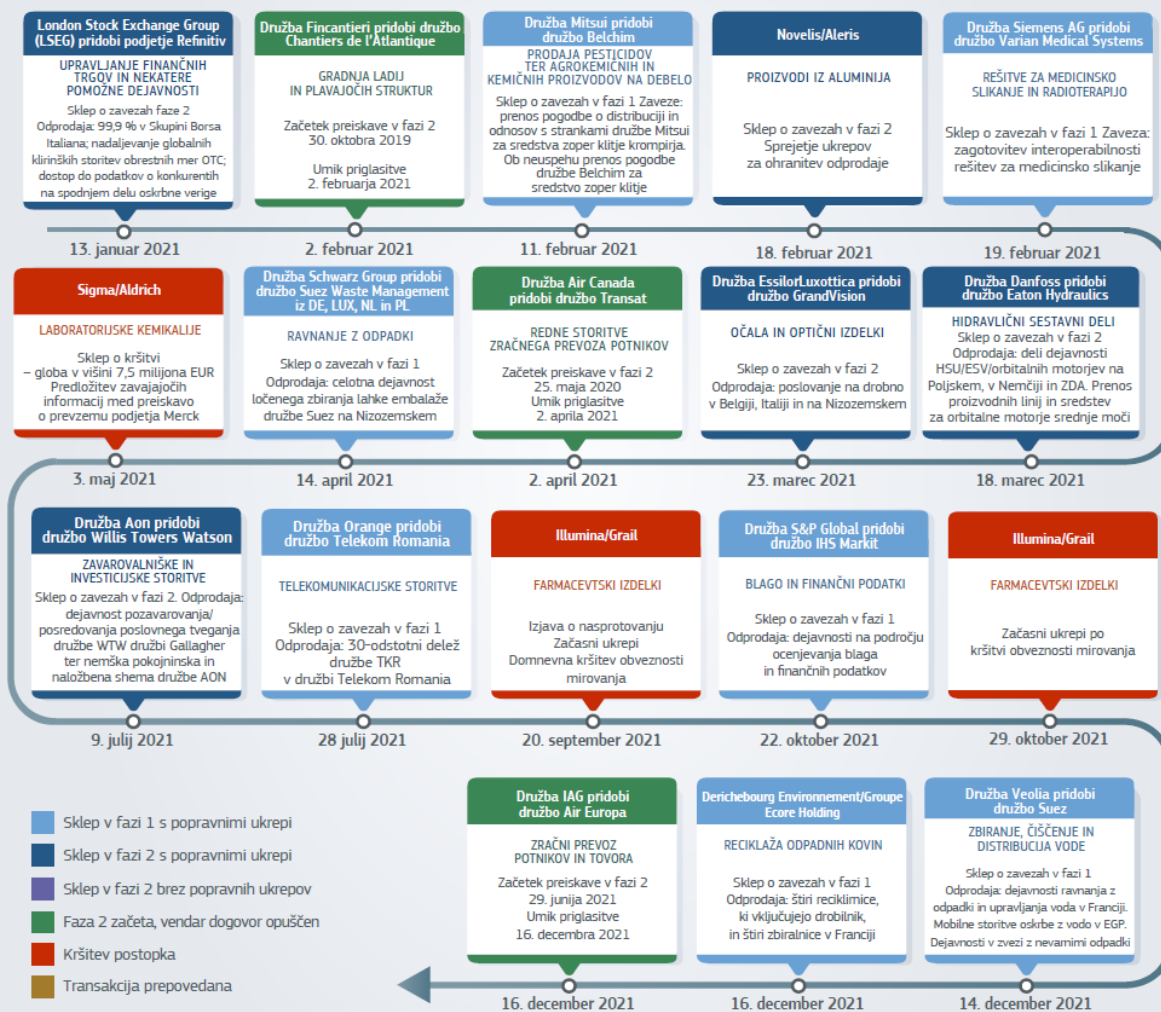 London Stock Exchange Group
(LSEG) pridobi podjetje Refinitiv
UPRAVLJANJE FINANČNIH
TRGOV IN NEKATERE
POMOŽNE DEJAVNOSTI
Sklep o zavezah faze 2
Odprodaja: 99,9 % v Skupini Borsa
Italiana; nadaljevanje globalnih
klirinških storitev obrestnih mer OTC;
dostop do podatkov o konkurentih
na spodnjem delu oskrbne verige
13. januar 2021
Družba Fincantieri pridobi družbo
Chantiers de l'Atlantique
GRADNJA LADIJ
IN PLAVAJOČIH STRUKTUR
Začetek preiskave v fazi 2
30. oktobra 2019
Umik priglasitve
2. februarja 2021
2. februar 2021
Družba Mitsui pridobi
družbo Belchim
PRODAJA PESTICIDOV
TER AGROKEMIČNIH IN
KEMIČNIH PROIZVODOV NA DEBELO
Sklep o zavezah v fazi 1 Zaveze:
prenos pogodbe o distribuciji in
odnosov s strankami družbe Mitsui
za sredstva zoper klitje krompirja.
Ob neuspehu prenos pogodbe
družbe Belchim za
sredstvo zoper klitje
11. februar 2021
Novelis/Aleris
PROIZVODI IZ ALUMINIJA
Sklep o zavezah v fazi 2
Sprejetje ukrepov
za ohranitev odprodaje
18. februar 2021
Družba Siemens AG pridobi
družbo Varian Medical Systems
REŠITVE ZA MEDICINSKO
SLIKANJE IN RADIOTERAPIJO
Sklep o zavezah v fazi 1 Zaveza:
zagotovitev interoperabilnosti
rešitev za medicinsko slikanje
19. februar 2021
Sigma/Aldrich
LABORATORIJSKE KEMIKALIJE
Sklep o kršitvi
– globa v višini 7,5 milijona EUR
Predložitev zavajajočih
informacij med preiskavo
o prevzemu podjetja Merck
3. maj 2021
Družba Schwarz Group pridobi
družbo Suez Waste Management
iz DE, LUX, NL in PL
RAVNANJE Z ODPADKI
Sklep o zavezah v fazi 1
Odprodaja: celotna dejavnost
ločenega zbiranja lahke embalaže
družbe Suez na Nizozemskem
14. april 2021
Družba Air Canada
pridobi družbo Transat
REDNE STORITVE
ZRAČNEGA PREVOZA POTNIKOV
Začetek preiskave v fazi 2
25. maja 2020
Umik priglasitve
2. aprila 2021
2. april 2021
Družba EssilorLuxottica pridobi
družbo GrandVision
OČALA IN OPTIČNI IZDELKI
Sklep o zavezah v fazi 2
Odprodaja: poslovanje na drobno
v Belgiji, Italiji in na Nizozemskem
23. marec 2021
Družba Danfoss pridobi
družbo Eaton Hydraulics
HIDRAVLIČNI SESTAVNI DELI
Sklep o zavezah v fazi 2
Odprodaja: deli dejavnosti
HSU/ESV/orbitalnih motorjev na
Poljskem, v Nemčiji in ZDA. Prenos
proizvodnih linij in sredstev
za orbitalne motorje srednje moči
18. marec 2021
Družba Aon pridobi
družbo Willis Towers Watson
ZAVAROVALNIŠKE IN
INVESTICIJSKE STORITVE
Sklep o zavezah v fazi 2. Odprodaja:
dejavnost pozavarovanja/
posredovanja poslovnega tveganja
družbe WTW družbi Gallagher
ter nemška pokojninska in
naložbena shema družbe AON
9. julij 2021
Družba Orange pridobi
družbo Telekom Romania
TELEKOMUNIKACIJSKE STORITVE
Sklep o zavezah v fazi 1
Odprodaja: 30-odstotni delež
družbe TKR
v družbi Telekom Romania
28 julij 2021
Illumina/Grail
FARMACEVTSKI IZDELKI
Izjava o nasprotovanju
Začasni ukrepi
Domnevna kršitev obveznosti
mirovanja
20. september 2021
Družba S&P Global pridobi
družbo IHS Markit
BLAGO IN FINANČNI PODATKI
Sklep o zavezah v fazi 1
Odprodaja: dejavnosti na področju
ocenjevanja blaga
in finančnih podatkov
22. oktober 2021
Illumina/Grail
FARMACEVTSKI IZDELKI
Začasni ukrepi po
kršitvi obveznosti mirovanja
29. oktober 2021
Sklep v fazi 1 s popravnimi ukrepi
Sklep v fazi 2 s popravnimi ukrepi
Sklep v fazi 2 brez popravnih ukrepov
Faza 2 začeta, vendar dogovor opuščen
Kršitev postopka
Transakcija prepovedana
Družba IAG pridobi
družbo Air Europa
ZRAČNI PREVOZ
POTNIKOV IN TOVORA
Začetek preiskave v fazi 2
29. junija 2021
Umik priglasitve
16. decembra 2021
16. december 2021
Derichebourg Environnement/Groupe
Ecore Holding
RECIKLAŽA ODPADNIH KOVIN
Sklep o zavezah v fazi 1
Odprodaja: štiri reciklirnice,
ki vključujejo drobilnik,
in štiri zbiralnice v Franciji
16. december 2021
Družba Veolia pridobi
družbo Suez
ZBIRANJE, ČIŠČENJE IN
DISTRIBUCIJA VODE
Sklep o zavezah v fazi 1
Odprodaja: dejavnosti ravnanja z
odpadki in upravljanja voda v Franciji.
Mobilne storitve oskrbe z vodo v EGP.
Dejavnosti v zvezi z nevarnimi odpadki
14. december 2021